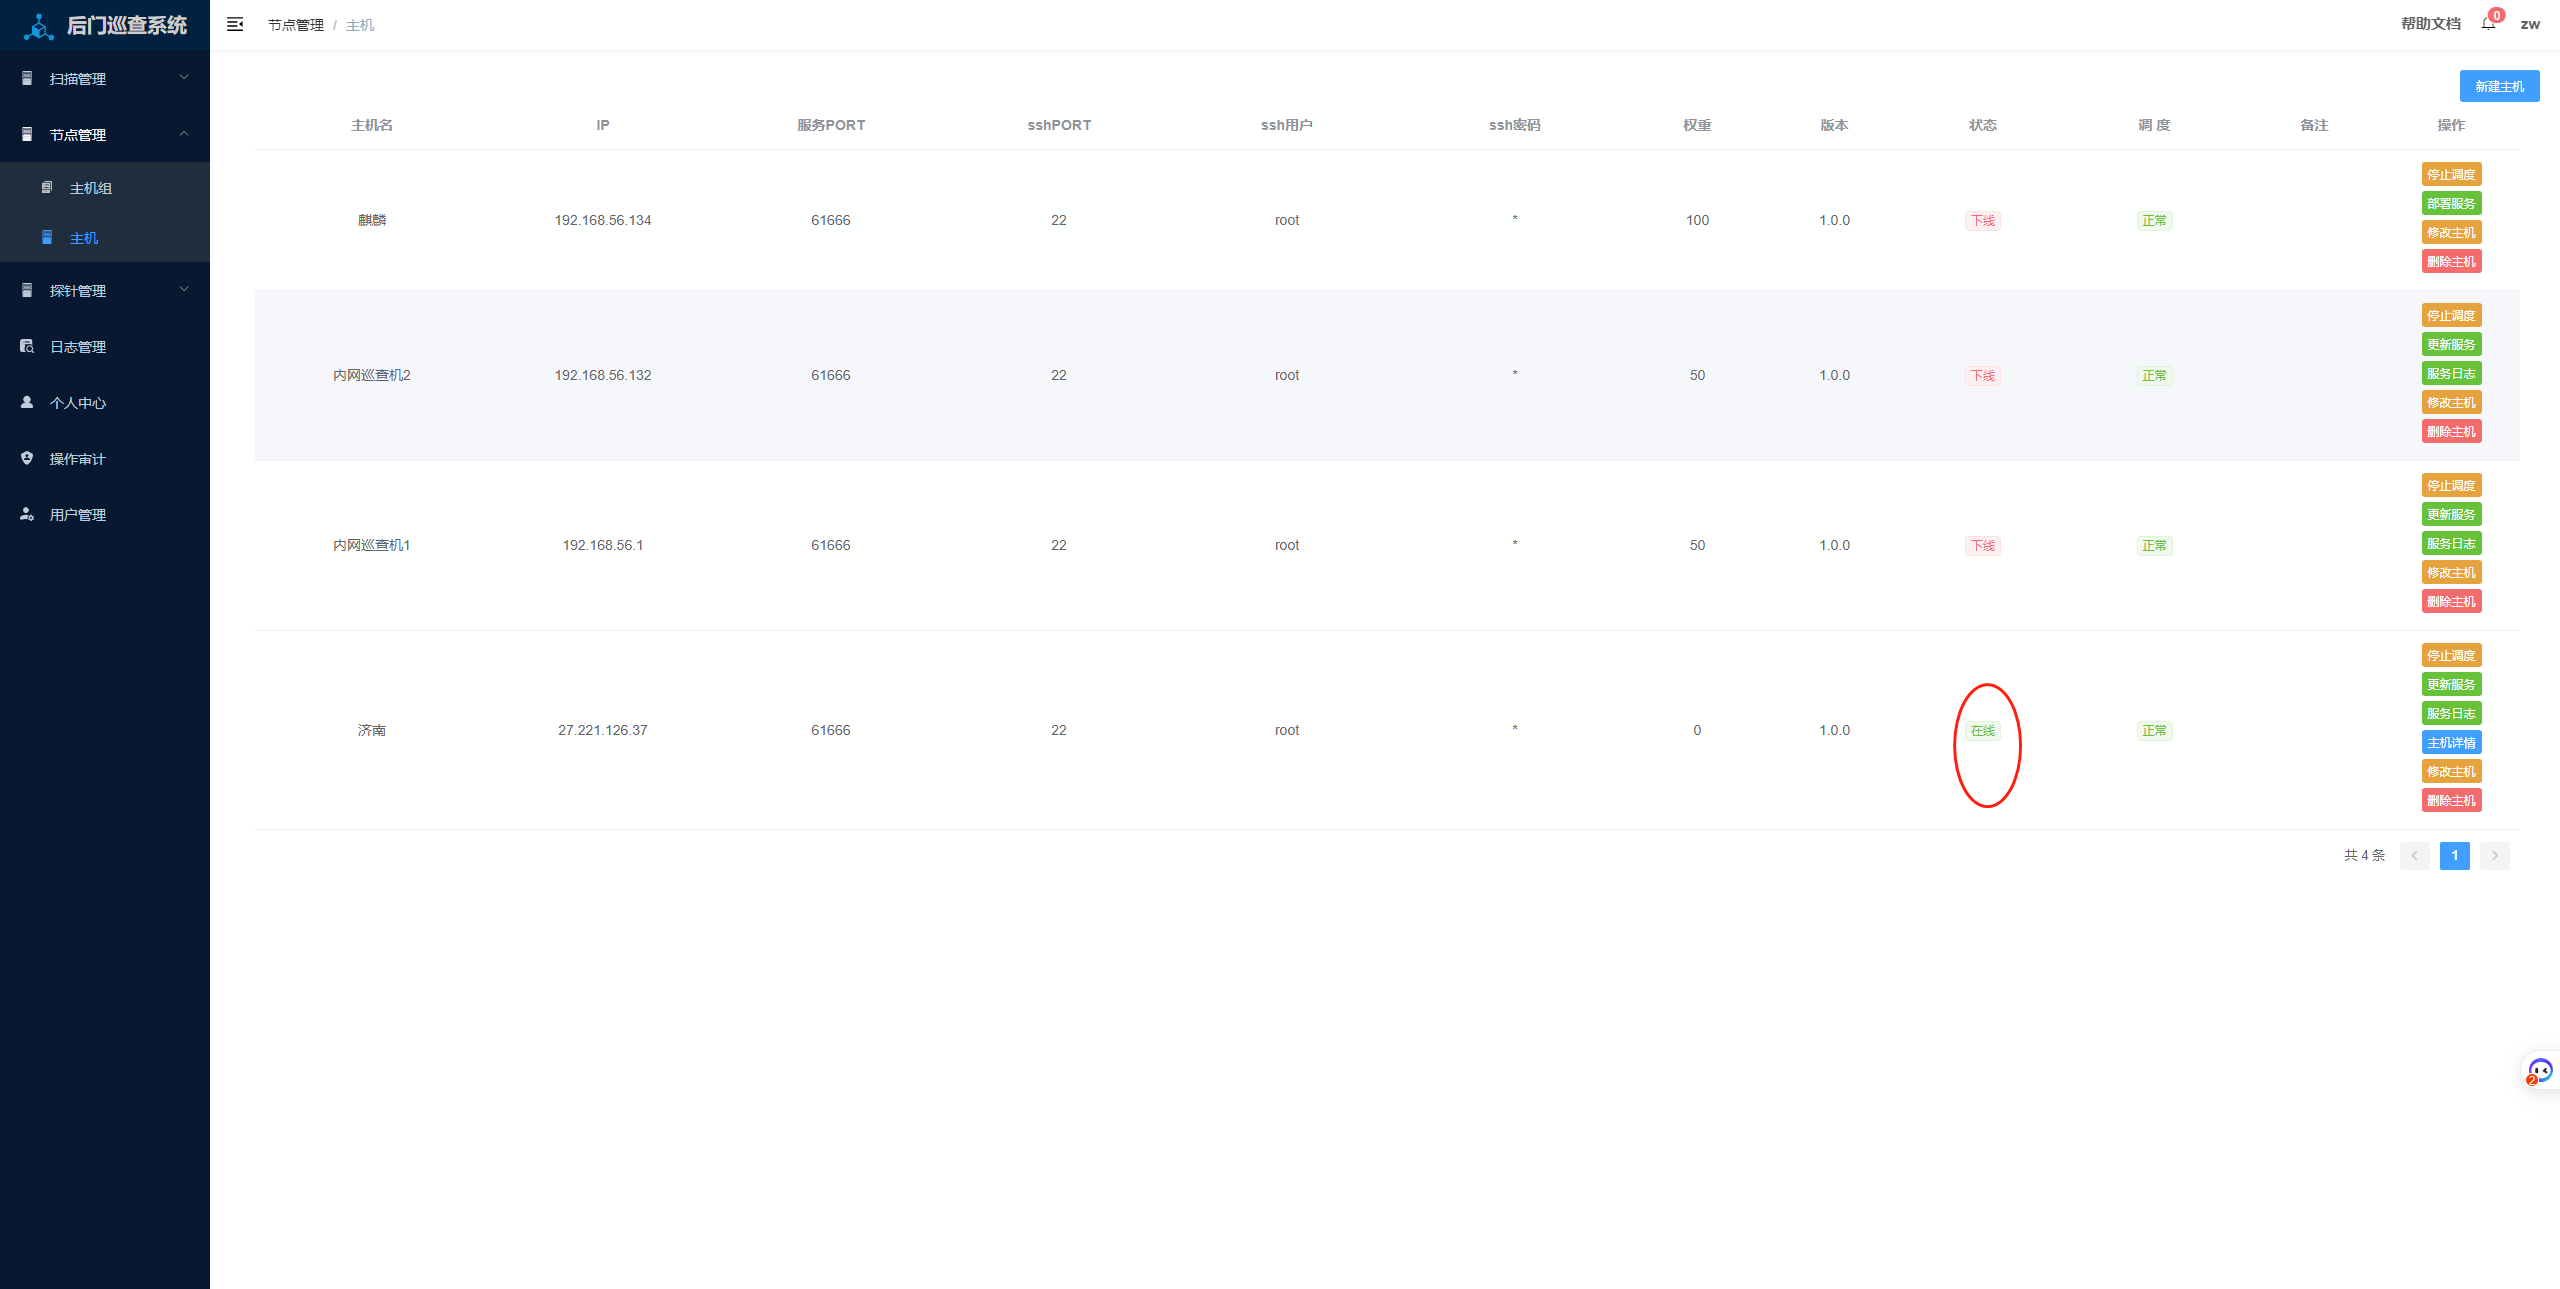 后门巡查系统
节点管理 / 主机
帮助文档 0 zw
扫描管理
节点管理
主机组
主机
探针管理
日志管理
个人中心
操作审计
用户管理
新建主机
主机名 IP 服务PORT sshPORT ssh用户 ssh密码 权重 版本 状态 调 度 备注 操作
麒麟 192.168.56.134 61666 22 root * 100 1.0.0 下线 正常
停止调度
部署服务
修改主机
删除主机
内网巡查机2 192.168.56.132 61666 22 root * 50 1.0.0 下线 正常
停止调度
更新服务
服务日志
修改主机
删除主机
内网巡查机1 192.168.56.1 61666 22 root * 50 1.0.0 下线 正常
停止调度
更新服务
服务日志
修改主机
删除主机
济南 27.221.126.37 61666 22 root * 0 1.0.0 在线 正常
停止调度
更新服务
服务日志
主机详情
修改主机
删除主机
共 4 条 1
2